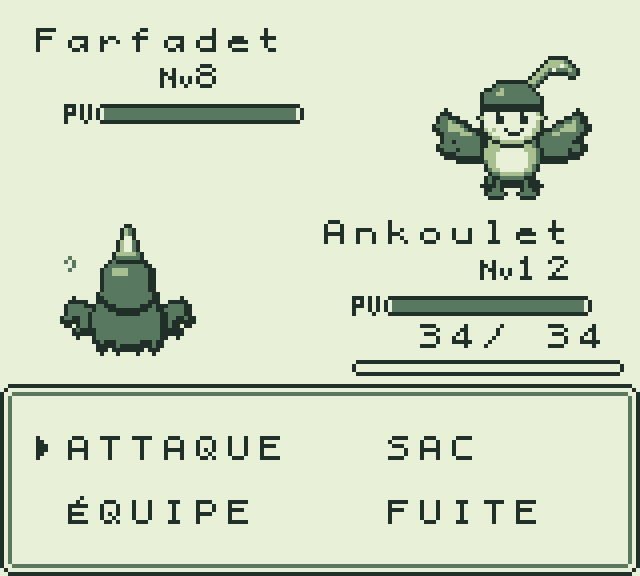 Farfadet
Nv8
PV
Ankoulet
Nv12
PV
34/ 34
ATTAQUE SAC
ÉQUIPE FUITE